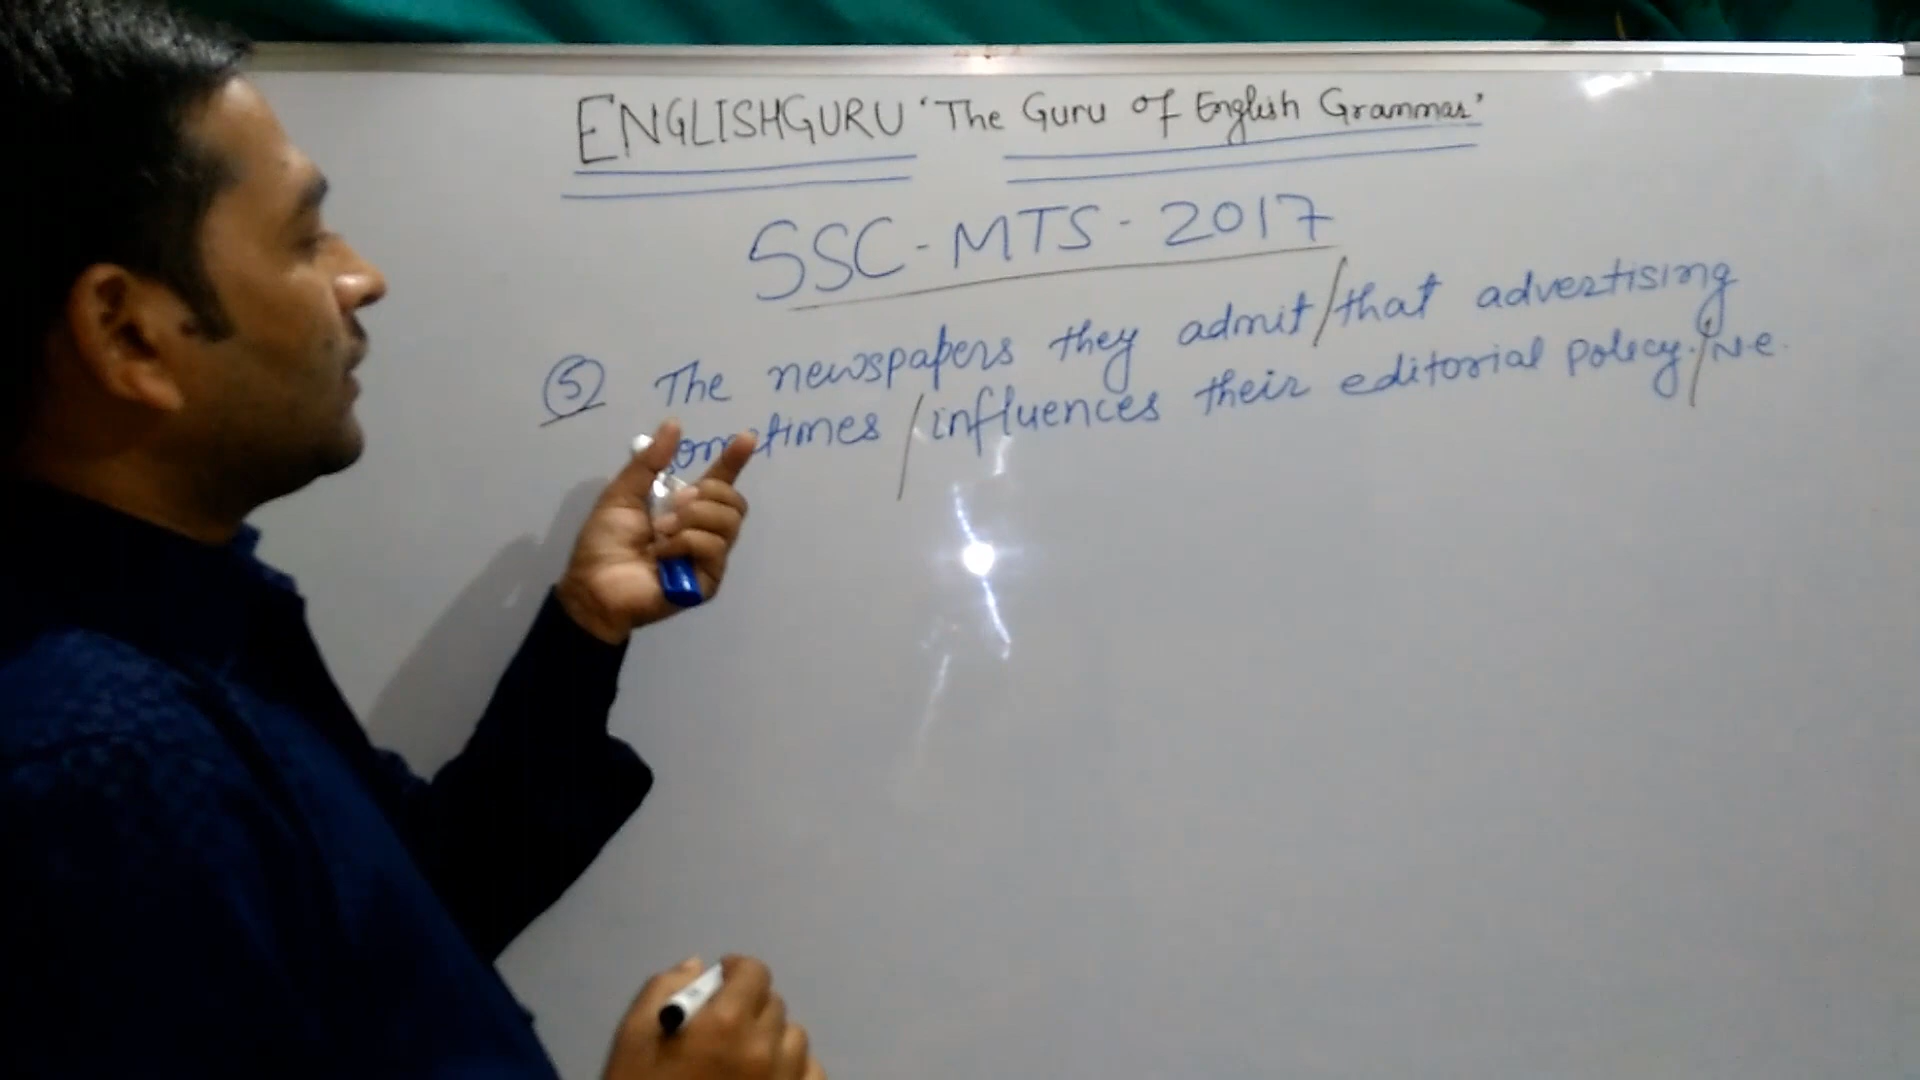 ENGLISHGURU 'The Guru of English Grammar'
SSC-MTS-2017
5 The newspapers they admit/that advertising
sometimes/influences their editorial policy./N.e.